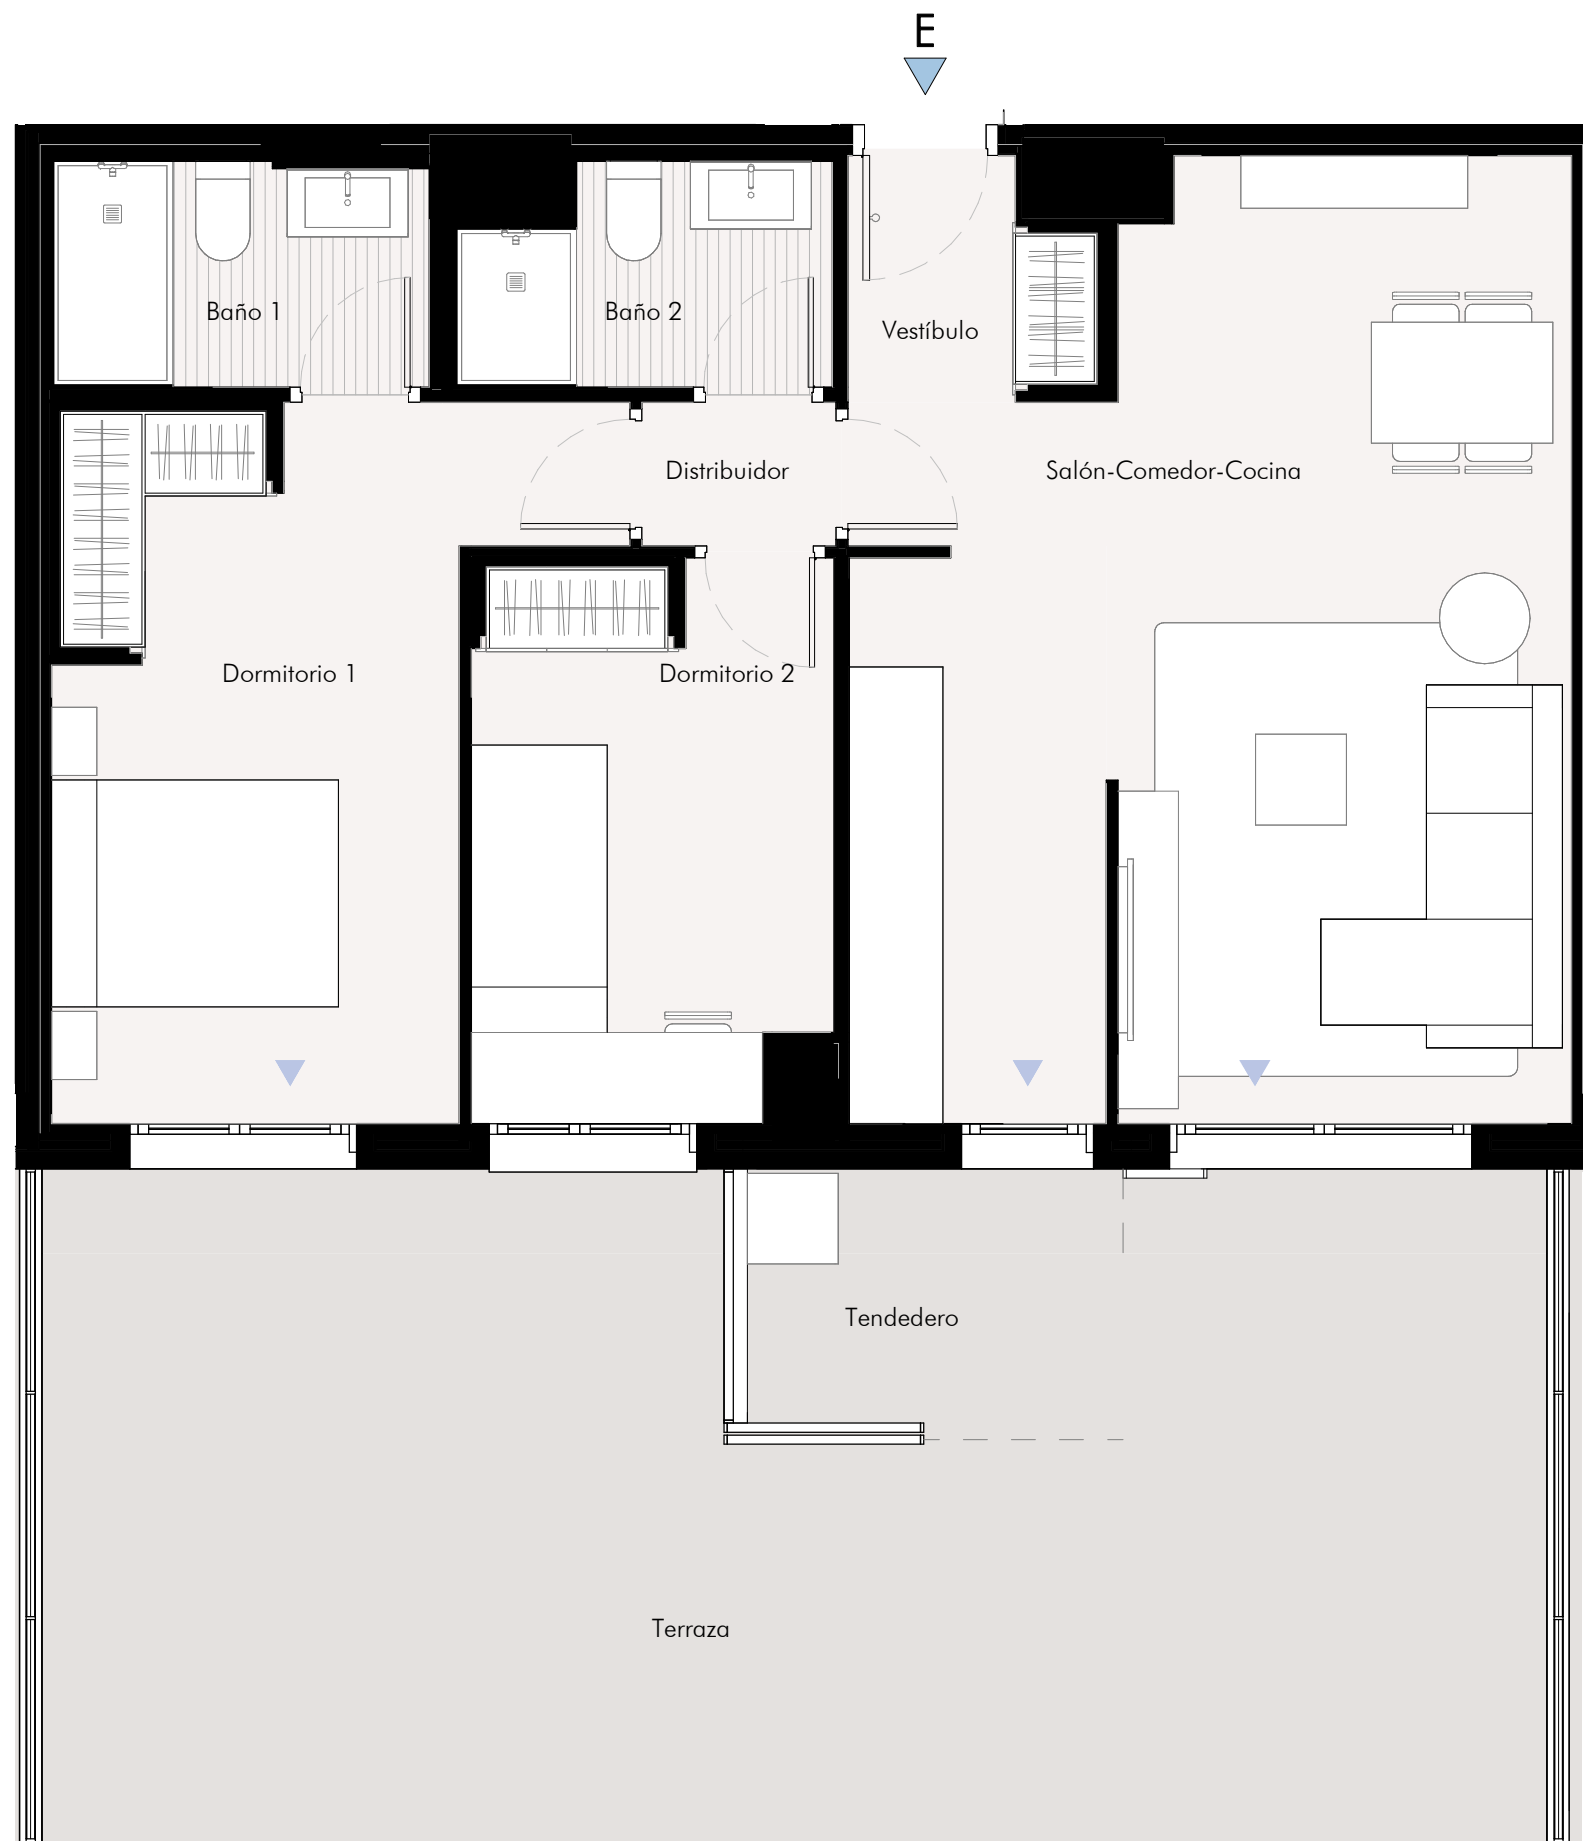 E
Baño 1
Baño 2
Vestíbulo
Distribuidor
Salón-Comedor-Cocina
Dormitorio 1
Dormitorio 2
Tendedero
Terraza